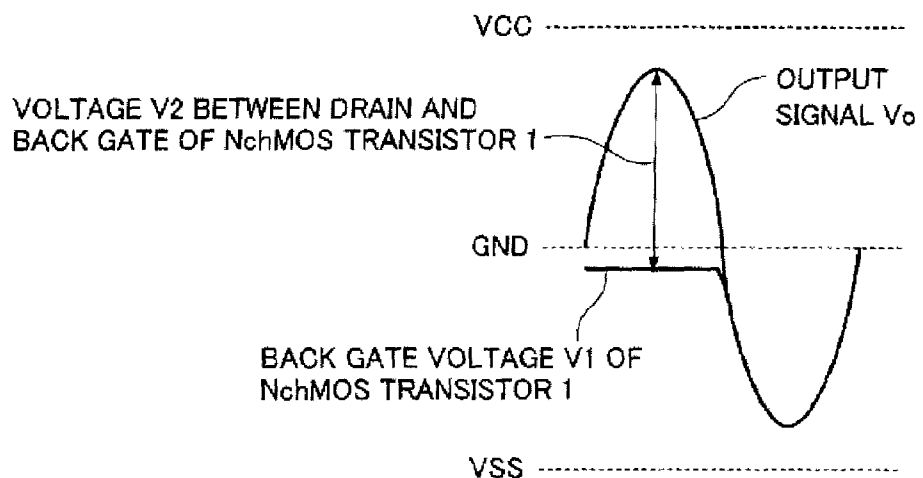 VCC
OUTPUT
SIGNAL Vo
VOLTAGE V2 BETWEEN DRAIN AND
BACK GATE OF NchMOS TRANSISTOR 1
GND
BACK GATE VOLTAGE V1 OF
NchMOS TRANSISTOR 1
VSS